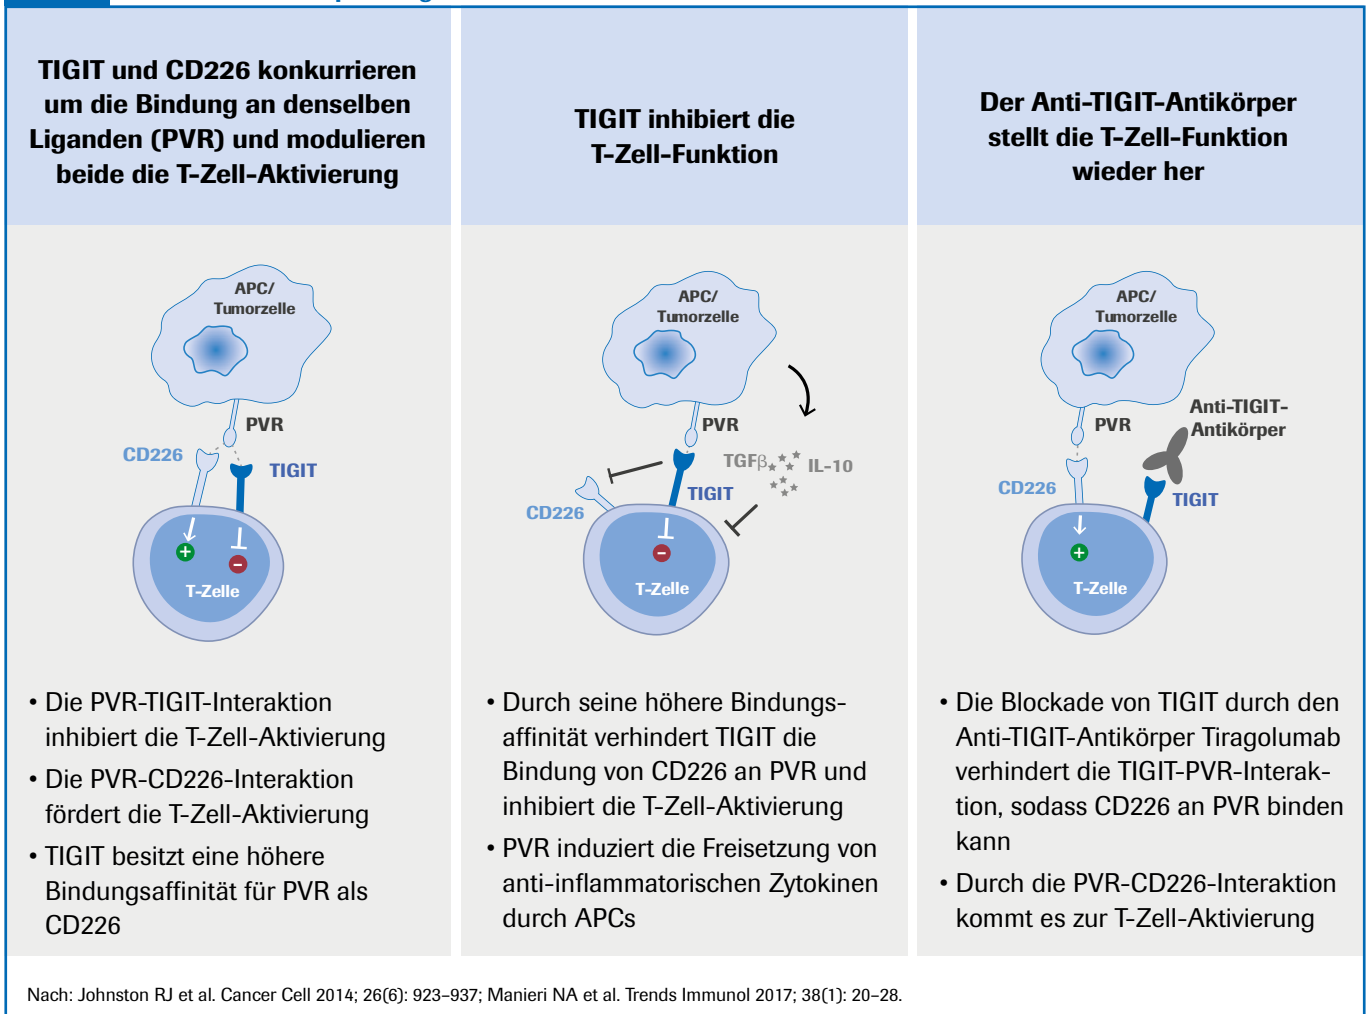 TIGIT und CD226 konkurrieren
um die Bindung an denselben
Liganden (PVR) und modulieren
beide die T-Zell-Aktivierung
TIGIT inhibiert die
T-Zell-Funktion
Der Anti-TIGIT-Antikörper
stellt die T-Zell-Funktion
wieder her
APC/
Tumorzelle
PVR
CD226
TIGIT
+
–
T-Zelle
APC/
Tumorzelle
PVR
TGFβ
IL-10
TIGIT
CD226
–
T-Zelle
APC/
Tumorzelle
Anti-TIGIT-
Antikörper
PVR
CD226
TIGIT
+
T-Zelle
• Die PVR-TIGIT-Interaktion
inhibiert die T-Zell-Aktivierung
• Die PVR-CD226-Interaktion
fördert die T-Zell-Aktivierung
• TIGIT besitzt eine höhere
Bindungsaffinität für PVR als
CD226
• Durch seine höhere Bindungs-
affinität verhindert TIGIT die
Bindung von CD226 an PVR und
inhibiert die T-Zell-Aktivierung
• PVR induziert die Freisetzung von
anti-inflammatorischen Zytokinen
durch APCs
• Die Blockade von TIGIT durch den
Anti-TIGIT-Antikörper Tiragolumab
verhindert die TIGIT-PVR-Interak-
tion, sodass CD226 an PVR binden
kann
• Durch die PVR-CD226-Interaktion
kommt es zur T-Zell-Aktivierung
Nach: Johnston RJ et al. Cancer Cell 2014; 26(6): 923–937; Manieri NA et al. Trends Immunol 2017; 38(1): 20–28.